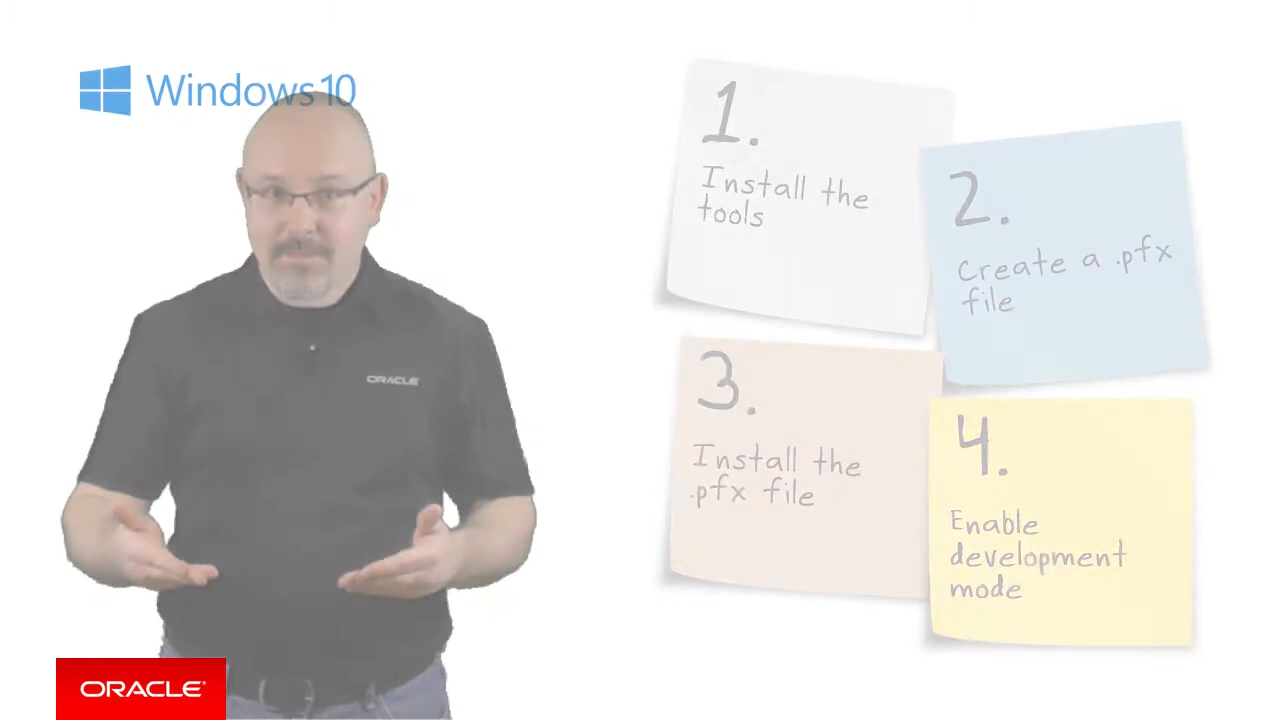 Windows 10
ORACLE
1.
Install the
tools
2.
Create a .pfx
file
3.
Install the
.pfx file
4.
Enable
development
mode
ORACLE